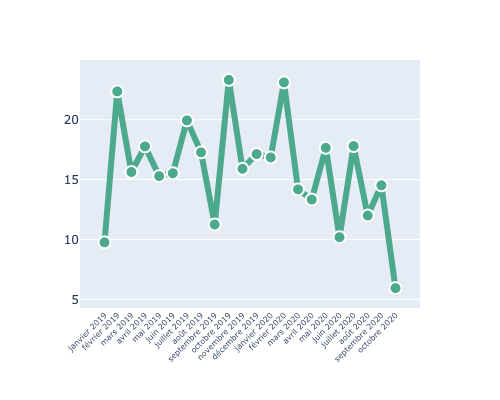 20
15
10
5
janvier 2019
février 2019
mars 2019
avril 2019
mai 2019
juin 2019
juillet 2019
août 2019
septembre 2019
octobre 2019
novembre 2019
décembre 2019
janvier 2020
février 2020
mars 2020
avril 2020
mai 2020
juin 2020
juillet 2020
août 2020
septembre 2020
octobre 2020